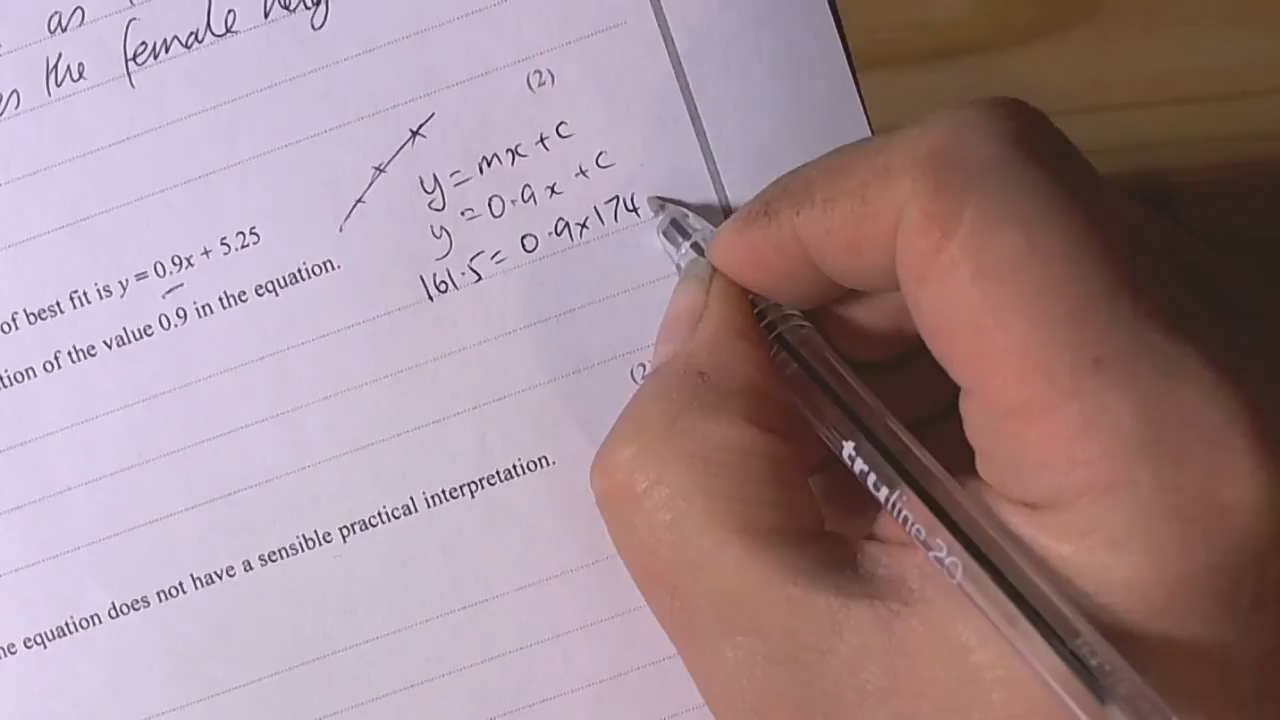 as
the female
(2)
y = mx + c
y = 0.9x + c
161.5 = 0.9x174
of best fit is y = 0.9x + 5.25
tion of the value 0.9 in the equation.
(2
he equation does not have a sensible practical interpretation.
truline 20